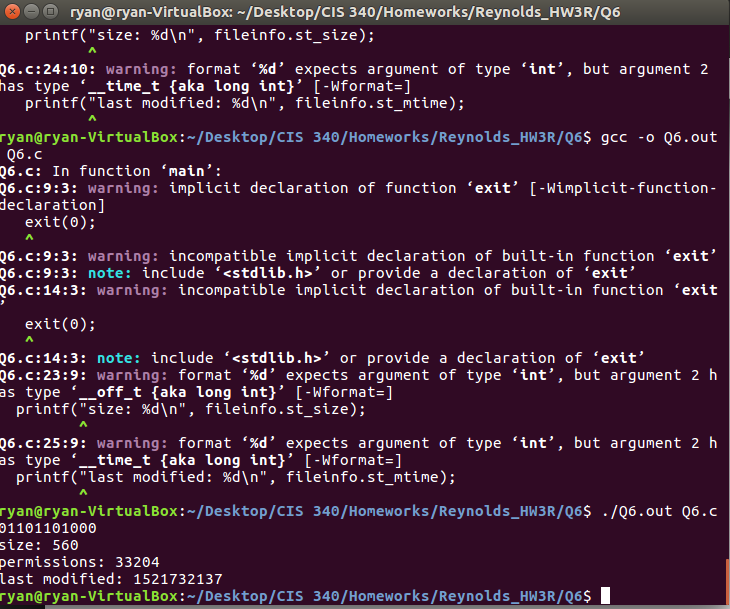 ryan@ryan-VirtualBox: ~/Desktop/CIS 340/Homeworks/Reynolds_HW3R/Q6
printf("size: %d\n", fileinfo.st_size);
^
Q6.c:24:10: warning: format ‘%d’ expects argument of type ‘int’, but argument 2
has type ‘__time_t {aka long int}’ [-Wformat=]
printf("last modified: %d\n", fileinfo.st_mtime);
^
ryan@ryan-VirtualBox:~/Desktop/CIS 340/Homeworks/Reynolds_HW3R/Q6$ gcc -o Q6.out
Q6.c
Q6.c: In function ‘main’:
Q6.c:9:3: warning: implicit declaration of function ‘exit’ [-Wimplicit-function-
declaration]
exit(0);
^
Q6.c:9:3: warning: incompatible implicit declaration of built-in function ‘exit’
Q6.c:9:3: note: include ‘<stdlib.h>’ or provide a declaration of ‘exit’
Q6.c:14:3: warning: incompatible implicit declaration of built-in function ‘exit
’
exit(0);
^
Q6.c:14:3: note: include ‘<stdlib.h>’ or provide a declaration of ‘exit’
Q6.c:23:9: warning: format ‘%d’ expects argument of type ‘int’, but argument 2 h
as type ‘__off_t {aka long int}’ [-Wformat=]
printf("size: %d\n", fileinfo.st_size);
^
Q6.c:25:9: warning: format ‘%d’ expects argument of type ‘int’, but argument 2 h
as type ‘__time_t {aka long int}’ [-Wformat=]
printf("last modified: %d\n", fileinfo.st_mtime);
^
ryan@ryan-VirtualBox:~/Desktop/CIS 340/Homeworks/Reynolds_HW3R/Q6$ ./Q6.out Q6.c
01101101000
size: 560
permissions: 33204
last modified: 1521732137
ryan@ryan-VirtualBox:~/Desktop/CIS 340/Homeworks/Reynolds_HW3R/Q6$